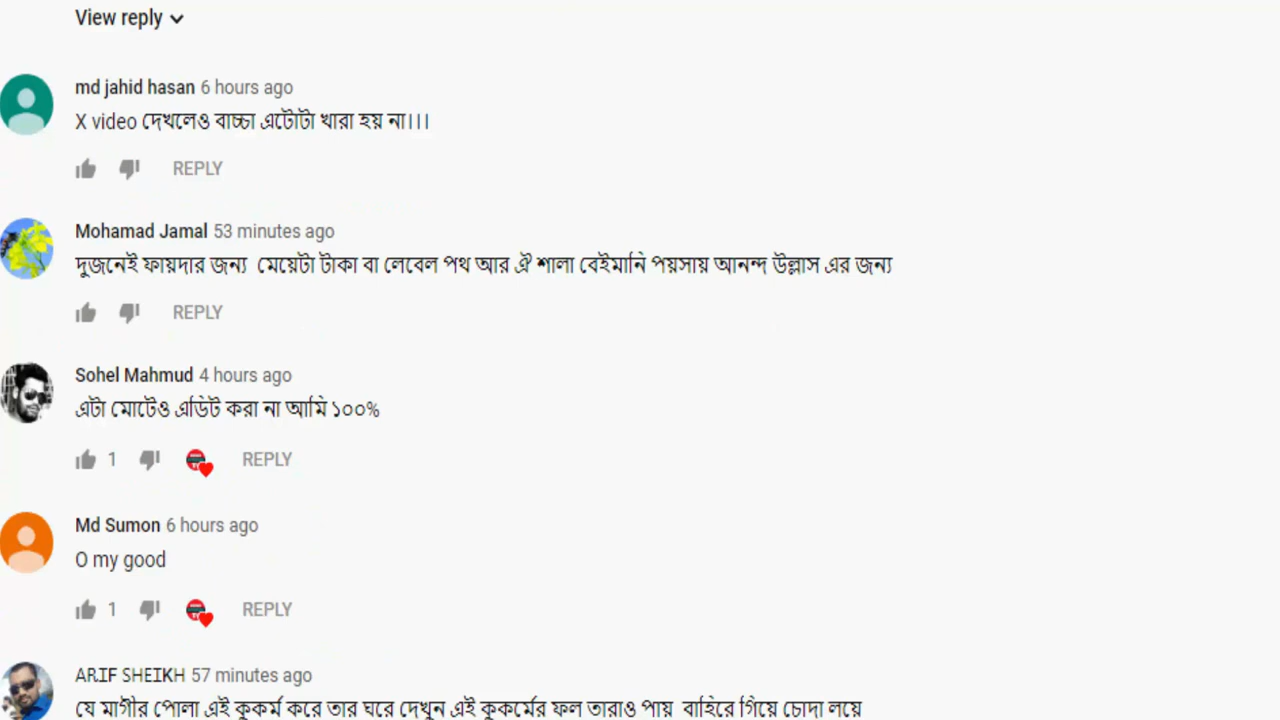 View reply
md jahid hasan 6 hours ago
X video দেখলেও বাচ্চা এটোটা খারা হয় না।।।
REPLY
Mohamad Jamal 53 minutes ago
দুজনেই ফায়দার জন্য মেয়েটা টাকা বা লেবেল পথ আর ঐ শালা বেইমানি পয়সায় আনন্দ উল্লাস এর জন্য
REPLY
Sohel Mahmud 4 hours ago
এটা মোটেও এডিট করা না আমি ১০০%
1 REPLY
Md Sumon 6 hours ago
O my good
1 REPLY
ARIF SHEIKH 57 minutes ago
যে মাগীর পোলা এই কুকর্ম করে তার ঘরে দেখুন এই কুকর্মের ফল তারাও পায় বাহিরে গিয়ে চোদা লয়ে